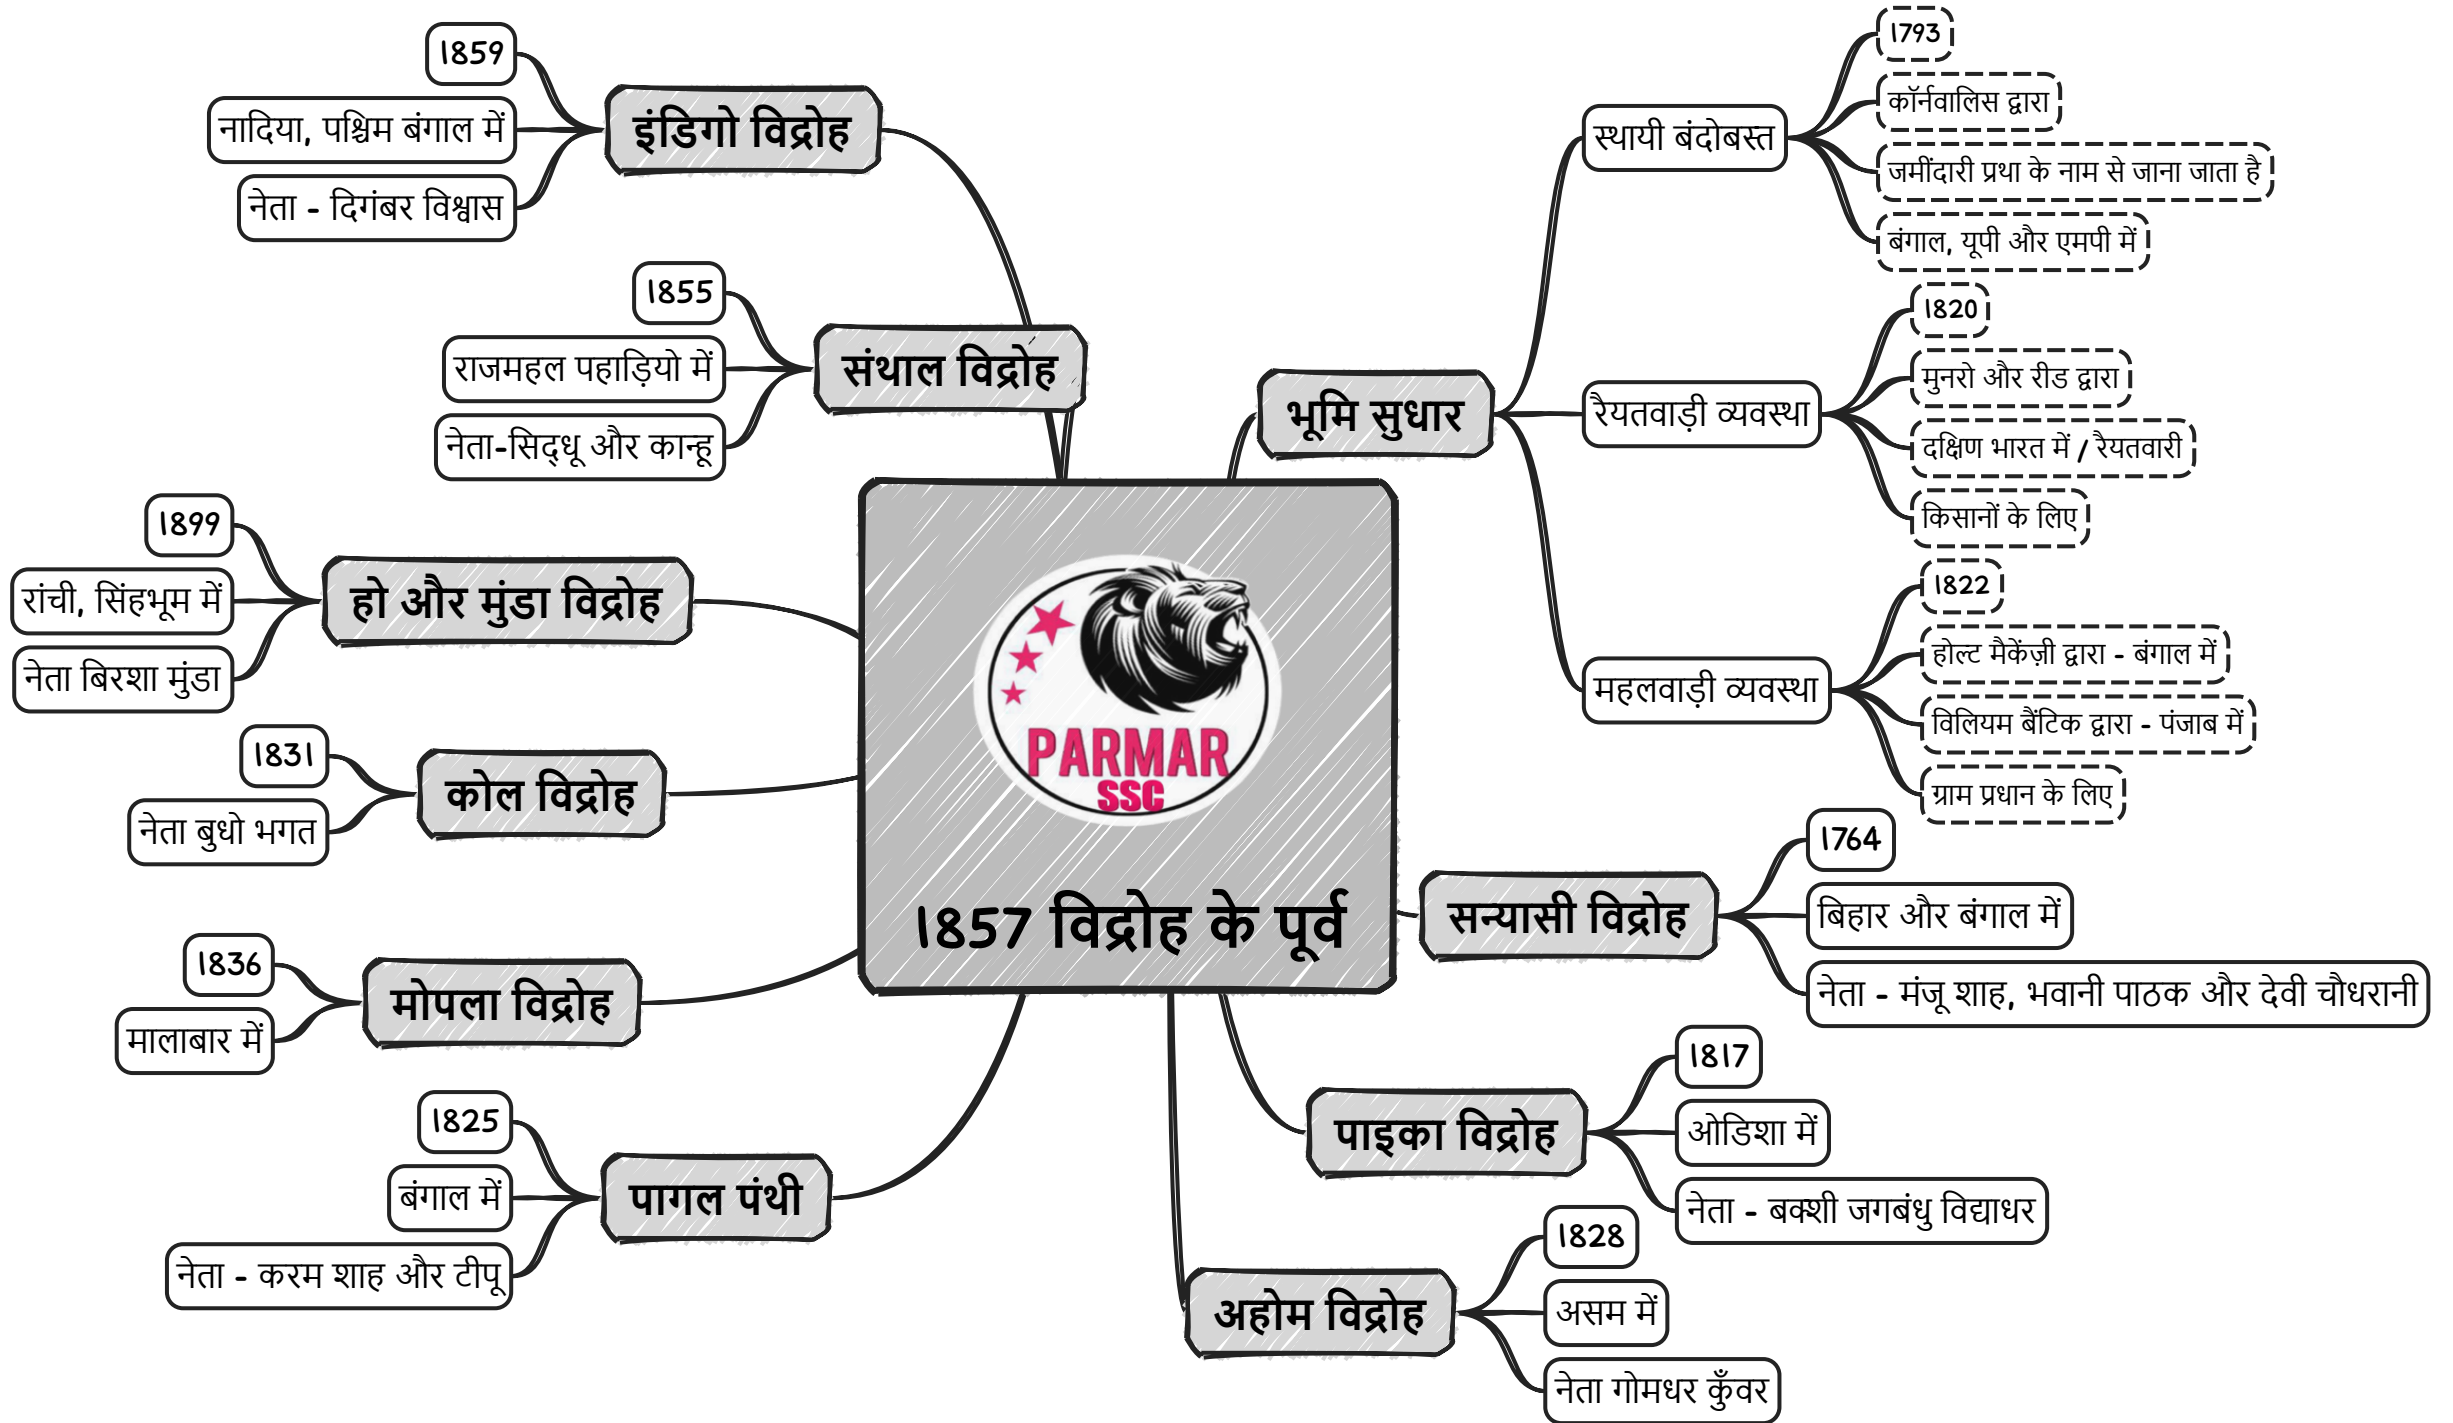 PARMAR
SSC
1857 विद्रोह के पूर्व
भूमि सुधार
स्थायी बंदोबस्त
1793
कॉर्नवालिस द्वारा
जमींदारी प्रथा के नाम से जाना जाता है
बंगाल, यूपी और एमपी में
रैयतवाड़ी व्यवस्था
1820
मुनरो और रीड द्वारा
दक्षिण भारत में / रैयतवारी
किसानों के लिए
महलवाड़ी व्यवस्था
1822
होल्ट मैकेंज़ी द्वारा - बंगाल में
विलियम बैंटिक द्वारा - पंजाब में
ग्राम प्रधान के लिए
सन्यासी विद्रोह
1764
बिहार और बंगाल में
नेता - मंजू शाह, भवानी पाठक और देवी चौधरानी
पाइका विद्रोह
1817
ओडिशा में
नेता - बक्शी जगबंधु विद्याधर
अहोम विद्रोह
1828
असम में
नेता गोमधर कुँवर
इंडिगो विद्रोह
1859
नादिया, पश्चिम बंगाल में
नेता - दिगंबर विश्वास
संथाल विद्रोह
1855
राजमहल पहाड़ियो में
नेता-सिद्धू और कान्हू
हो और मुंडा विद्रोह
1899
रांची, सिंहभूम में
नेता बिरशा मुंडा
कोल विद्रोह
1831
नेता बुधो भगत
मोपला विद्रोह
1836
मालाबार में
पागल पंथी
1825
बंगाल में
नेता - करम शाह और टीपू